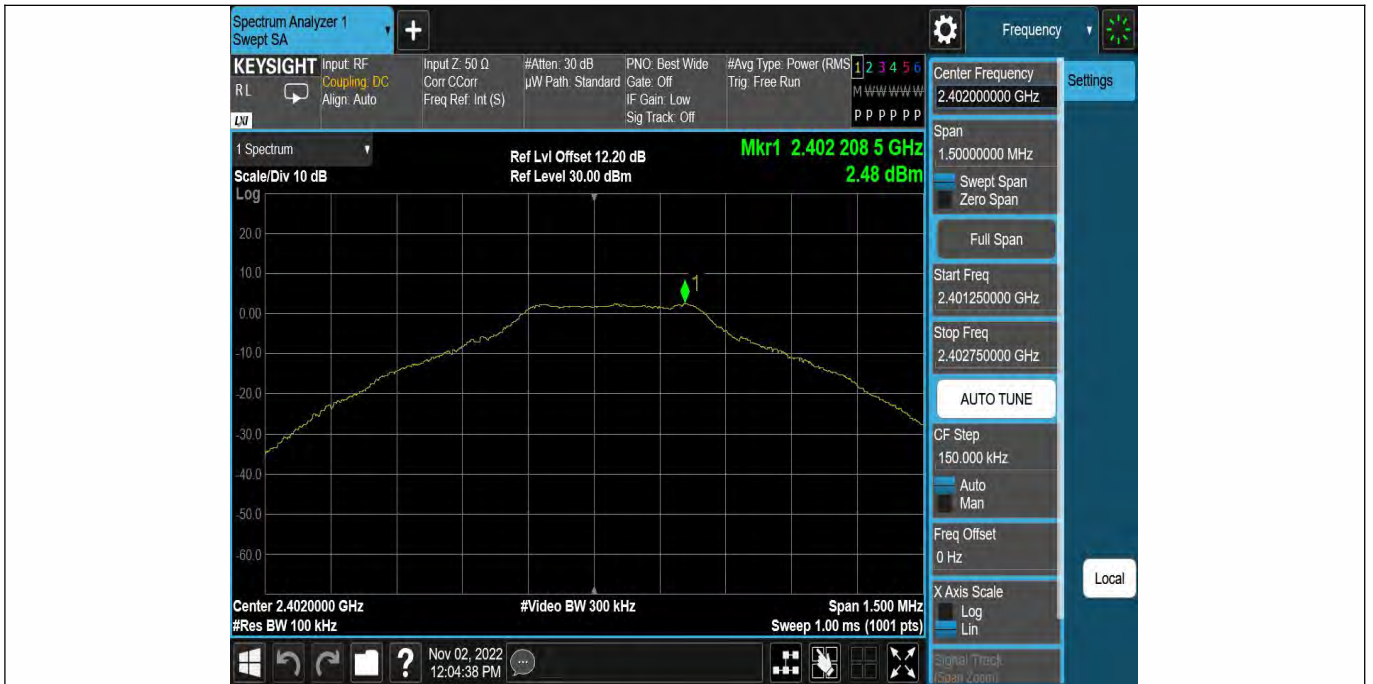 Spectrum Analyzer 1
Swept SA
+
Frequency
KEYSIGHT
R L
LXI
Input: RF
Coupling: DC
Align: Auto
Input Z: 50 Ω
Corr CCorr
Freq Ref: Int (S)
#Atten: 30 dB
µW Path: Standard
PNO: Best Wide
Gate: Off
IF Gain: Low
Sig Track: Off
#Avg Type: Power (RMS
Trig: Free Run
1 2 3 4 5 6
M W W W W W
P P P P P P
1 Spectrum
Scale/Div 10 dB
Ref Lvl Offset 12.20 dB
Ref Level 30.00 dBm
Mkr1 2.402 208 5 GHz
2.48 dBm
Log
20.0
10.0
0.00
-10.0
-20.0
-30.0
-40.0
-50.0
-60.0
1
Center 2.4020000 GHz
#Res BW 100 kHz
#Video BW 300 kHz
Span 1.500 MHz
Sweep 1.00 ms (1001 pts)
Center Frequency
2.402000000 GHz
Settings
Span
1.50000000 MHz
Swept Span
Zero Span
Full Span
Start Freq
2.401250000 GHz
Stop Freq
2.402750000 GHz
AUTO TUNE
CF Step
150.000 kHz
Auto
Man
Freq Offset
0 Hz
X Axis Scale
Log
Lin
Signal Track
(Span Zoom)
Local
?
Nov 02, 2022
12:04:38 PM